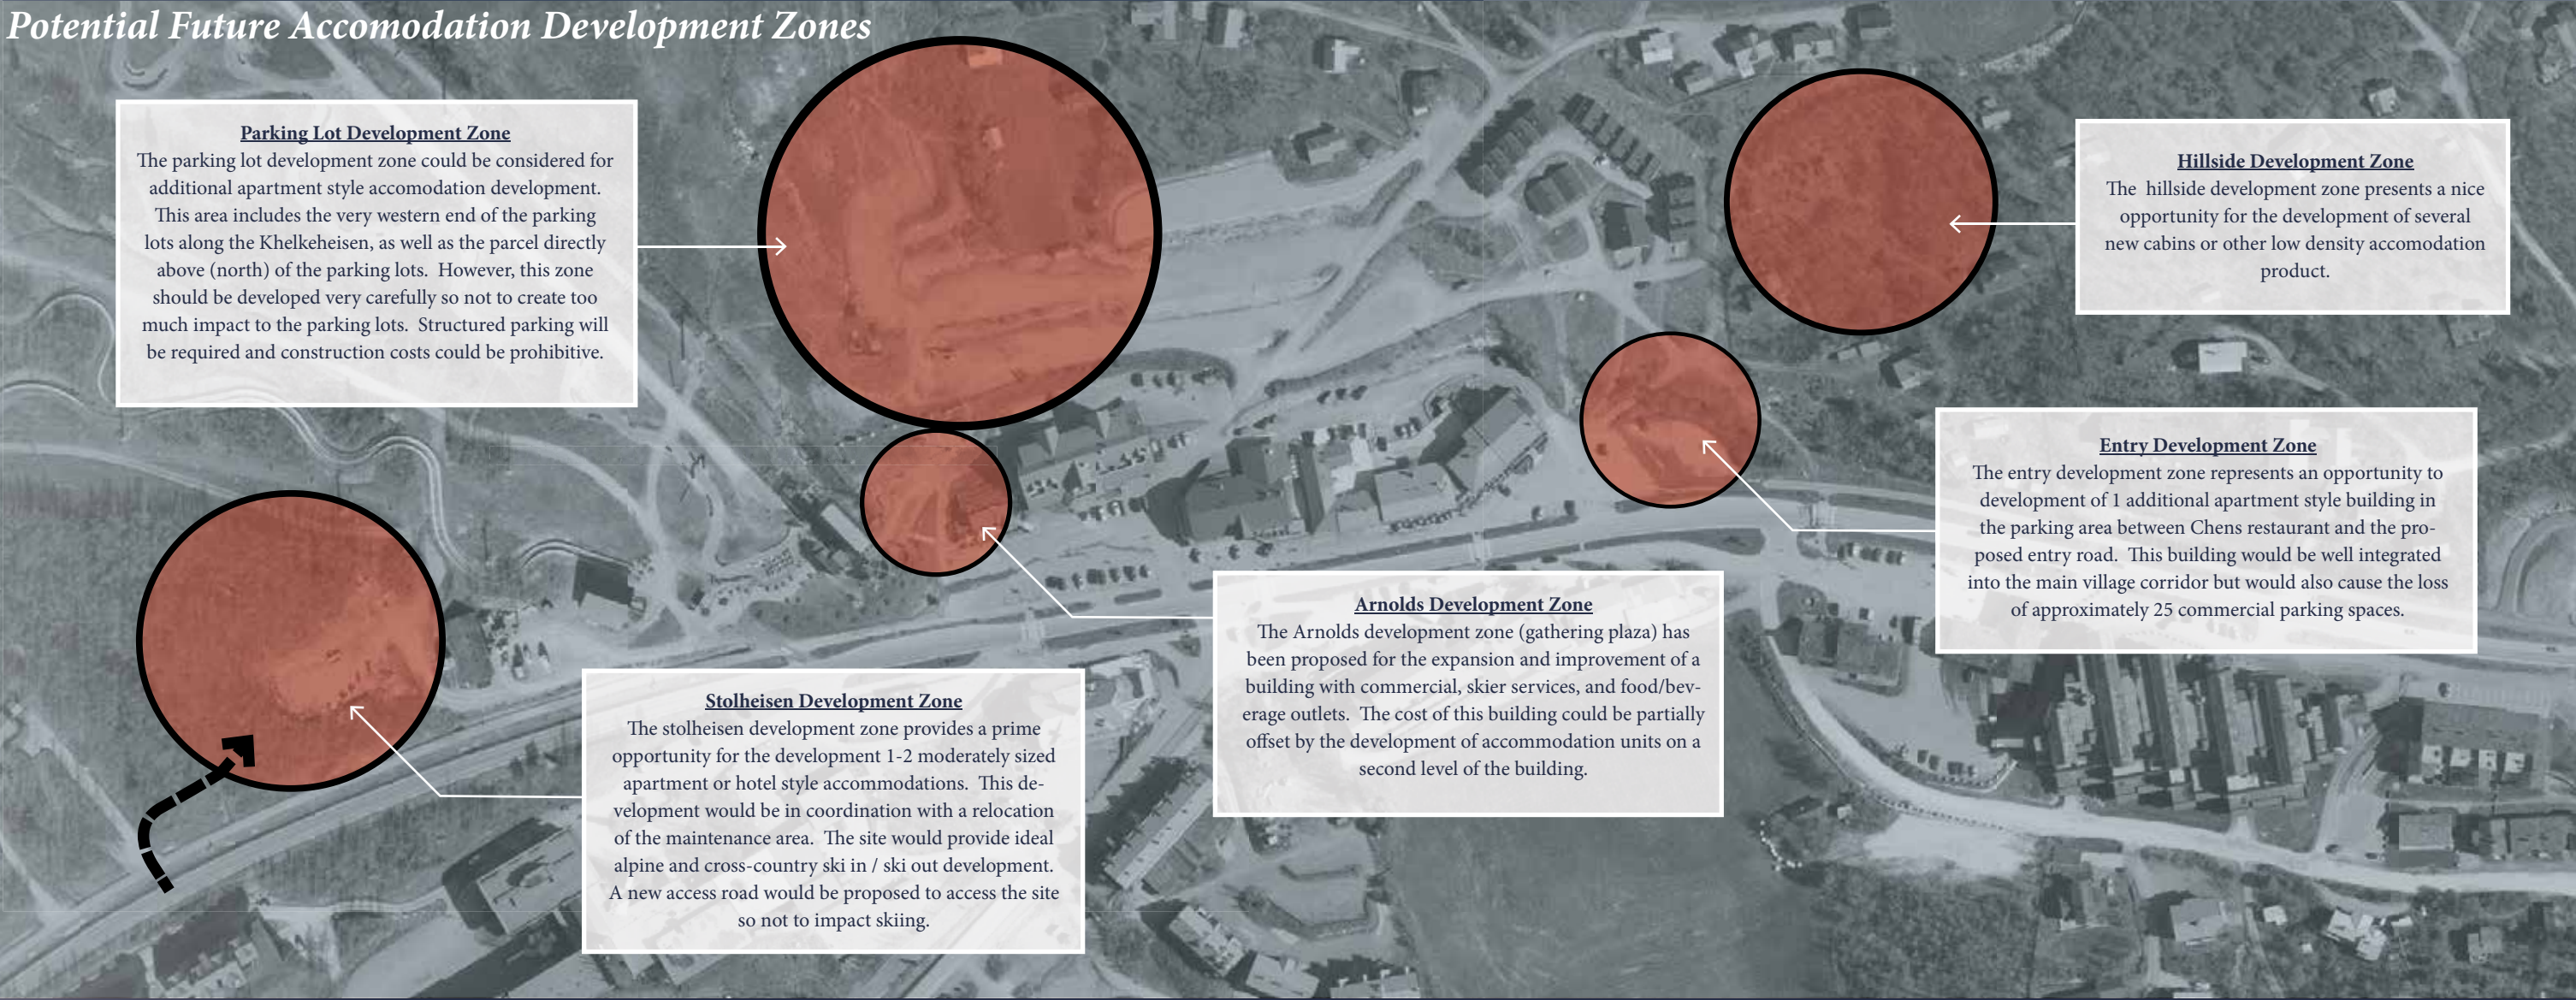 Potential Future Accomodation Development Zones
Parking Lot Development Zone
The parking lot development zone could be considered for
additional apartment style accomodation development.
This area includes the very western end of the parking
lots along the Khelkeheisen, as well as the parcel directly
above (north) of the parking lots. However, this zone
should be developed very carefully so not to create too
much impact to the parking lots. Structured parking will
be required and construction costs could be prohibitive.
Hillside Development Zone
The hillside development zone presents a nice
opportunity for the development of several
new cabins or other low density accomodation
product.
Entry Development Zone
The entry development zone represents an opportunity to
development of 1 additional apartment style building in
the parking area between Chens restaurant and the pro-
posed entry road. This building would be well integrated
into the main village corridor but would also cause the loss
of approximately 25 commercial parking spaces.
Arnolds Development Zone
The Arnolds development zone (gathering plaza) has
been proposed for the expansion and improvement of a
building with commercial, skier services, and food/bev-
erage outlets. The cost of this building could be partially
offset by the development of accommodation units on a
second level of the building.
Stolheisen Development Zone
The stolheisen development zone provides a prime
opportunity for the development 1-2 moderately sized
apartment or hotel style accommodations. This de-
velopment would be in coordination with a relocation
of the maintenance area. The site would provide ideal
alpine and cross-country ski in / ski out development.
A new access road would be proposed to access the site
so not to impact skiing.